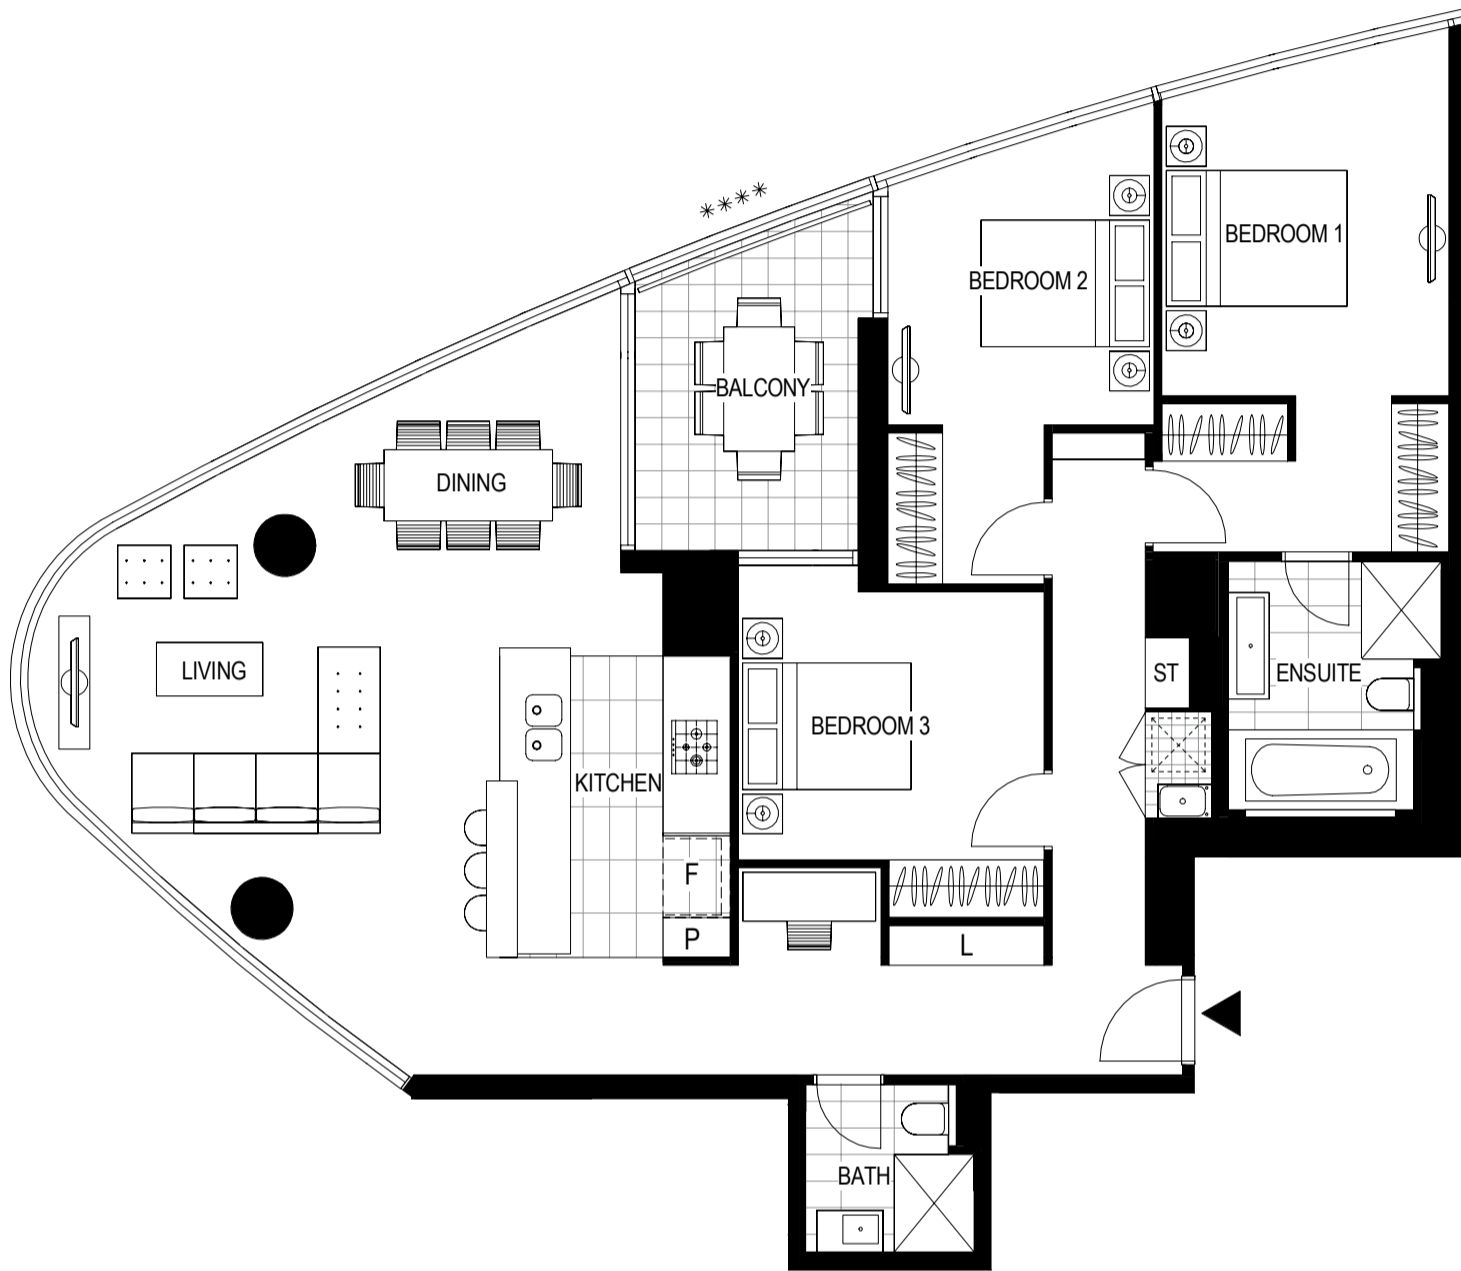 BEDROOM 1
BEDROOM 2
BALCONY
DINING
LIVING
ST
ENSUITE
BEDROOM 3
KITCHEN
F
P
L
BATH